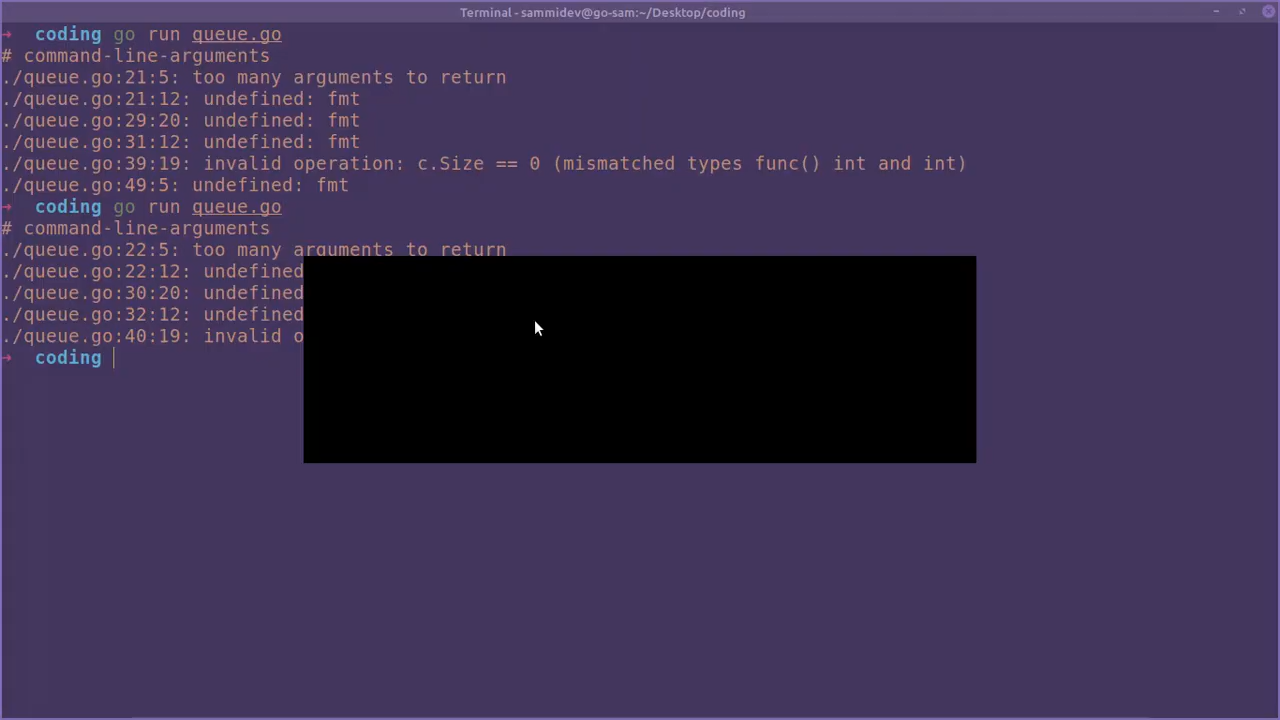 Terminal - sammidev@go-sam:~/Desktop/coding
→ coding go run queue.go
# command-line-arguments
./queue.go:21:5: too many arguments to return
./queue.go:21:12: undefined: fmt
./queue.go:29:20: undefined: fmt
./queue.go:31:12: undefined: fmt
./queue.go:39:19: invalid operation: c.Size == 0 (mismatched types func() int and int)
./queue.go:49:5: undefined: fmt
→ coding go run queue.go
# command-line-arguments
./queue.go:22:5: too many arguments to return
./queue.go:22:12: undefined
./queue.go:30:20: undefined
./queue.go:32:12: undefined
./queue.go:40:19: invalid o
→ coding